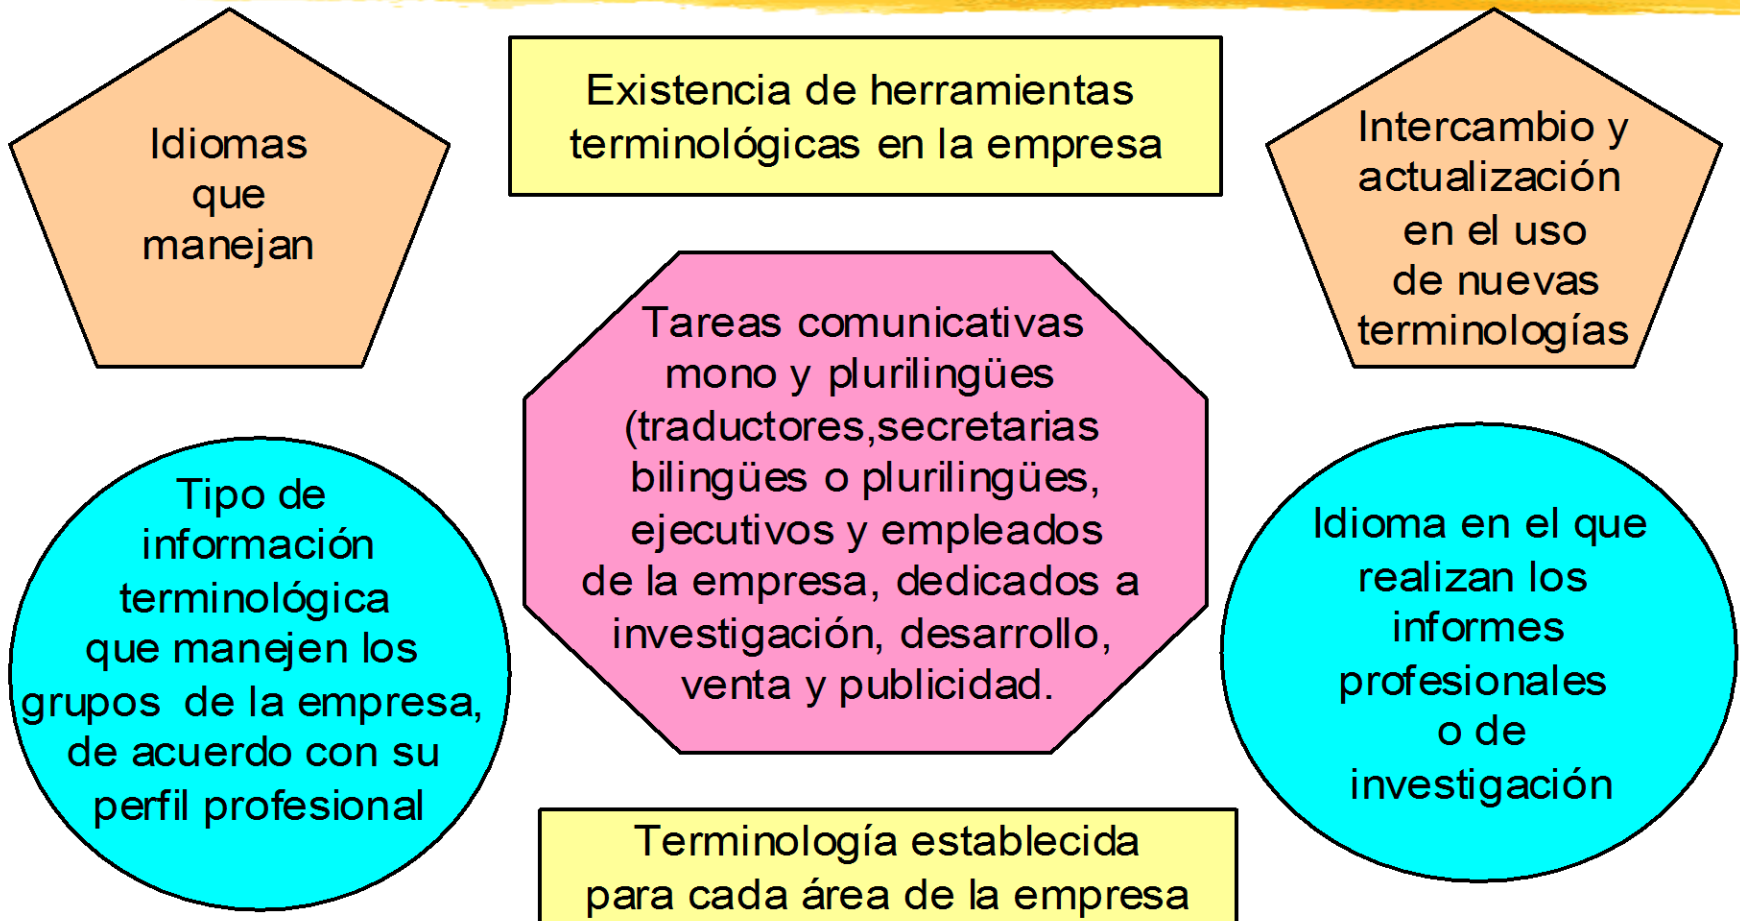 Idiomas
que
manejan
Existencia de herramientas
terminológicas en la empresa
Intercambio y
actualización
en el uso
de nuevas
terminologías
Tareas comunicativas
mono y plurilingües
(traductores,secretarias
bilingües o plurilingües,
ejecutivos y empleados
de la empresa, dedicados a
investigación, desarrollo,
venta y publicidad.
Tipo de
información
terminológica
que manejen los
grupos de la empresa,
de acuerdo con su
perfil profesional
Idioma en el que
realizan los
informes
profesionales
o de
investigación
Terminología establecida
para cada área de la empresa